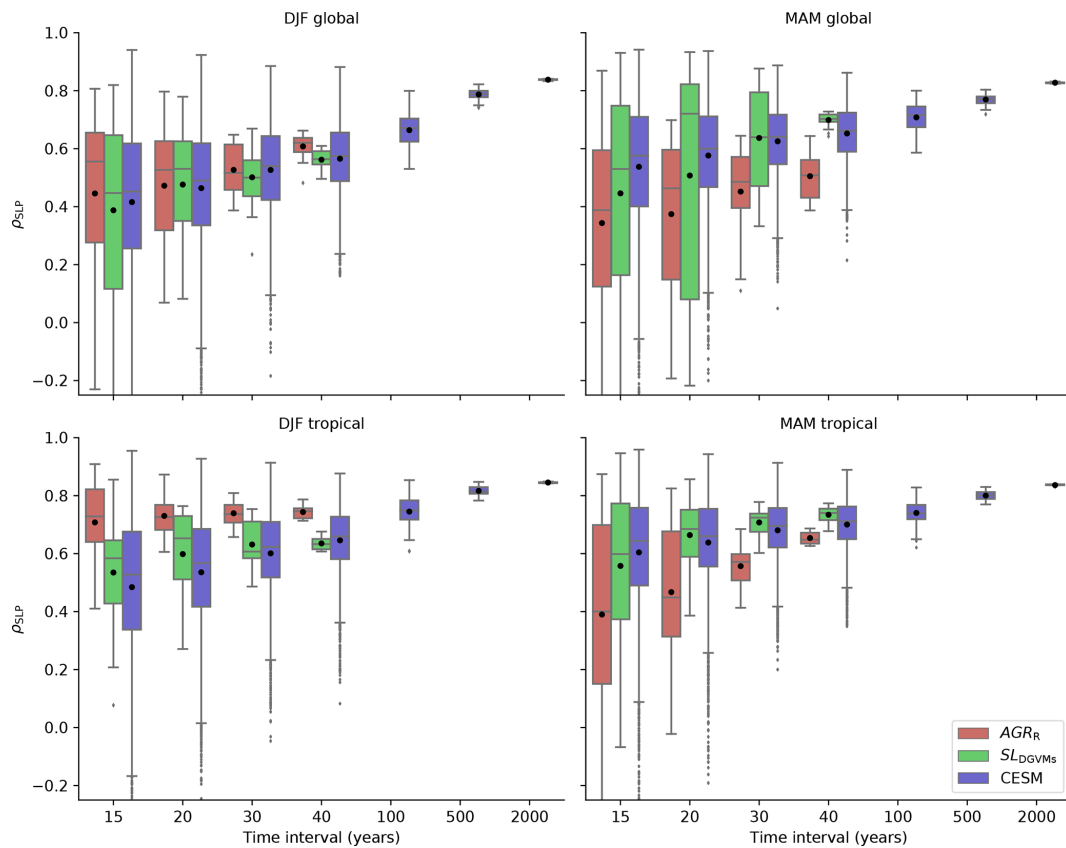 DJF global
MAM global
1.0
0.8
0.6
0.4
0.2
0.0
−0.2
ρSLP
DJF tropical
MAM tropical
1.0
0.8
0.6
0.4
0.2
0.0
−0.2
ρSLP
AGR_R
SL_DGVMs
CESM
15 20 30 40 100 500 2000
15 20 30 40 100 500 2000
Time interval (years)
Time interval (years)